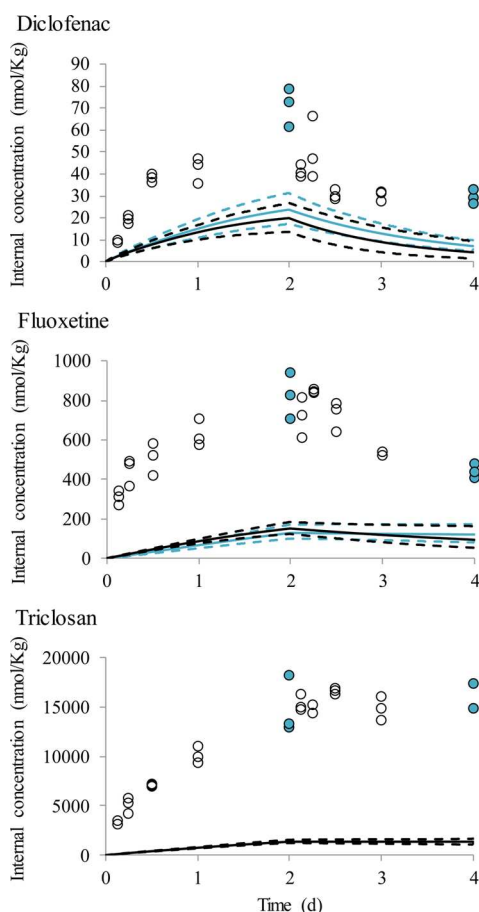 Diclofenac
Internal concentration (nmol/Kg)
90
80
70
60
50
40
30
20
10
0
0 1 2 3 4
Fluoxetine
Internal concentration (nmol/Kg)
1000
800
600
400
200
0
0 1 2 3 4
Triclosan
Internal concentration (nmol/Kg)
20000
15000
10000
5000
0
0 1 2 3 4
Time (d)